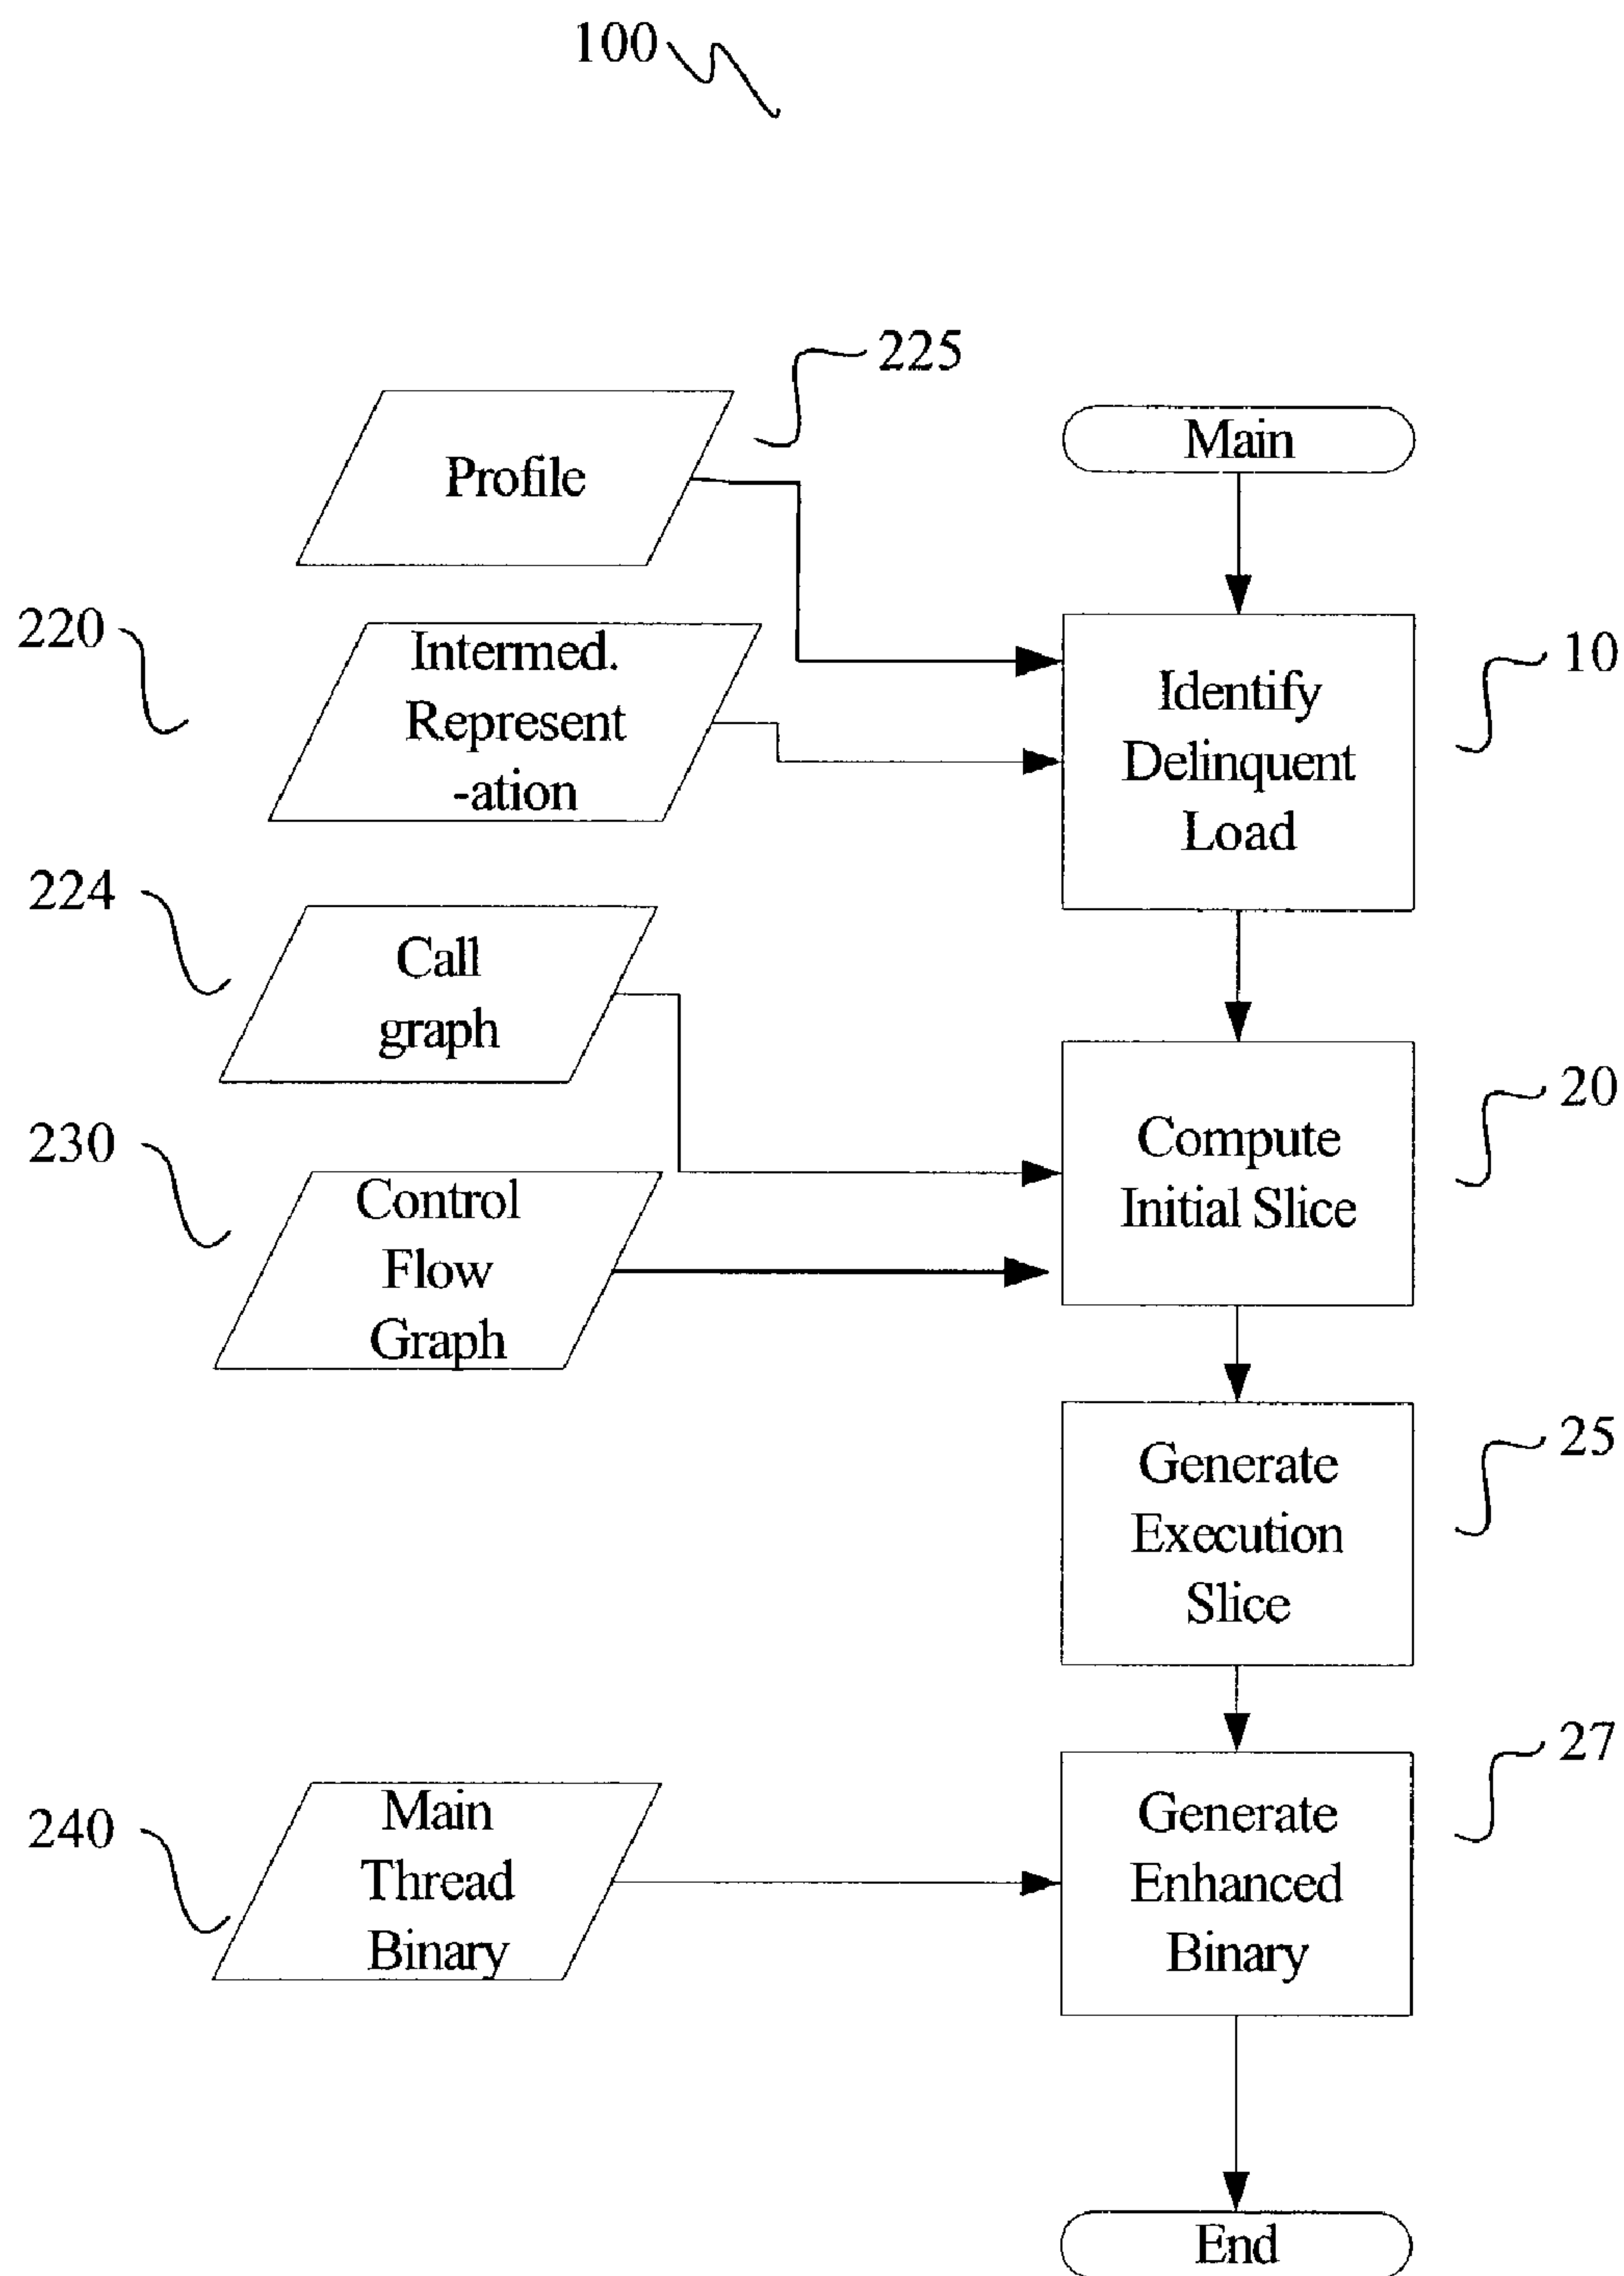 100
225
Profile
Main
220
Intermed.
Represent
-ation
10
Identify
Delinquent
Load
224
Call
graph
20
Compute
Initial Slice
230
Control
Flow
Graph
25
Generate
Execution
Slice
27
Generate
Enhanced
Binary
240
Main
Thread
Binary
End